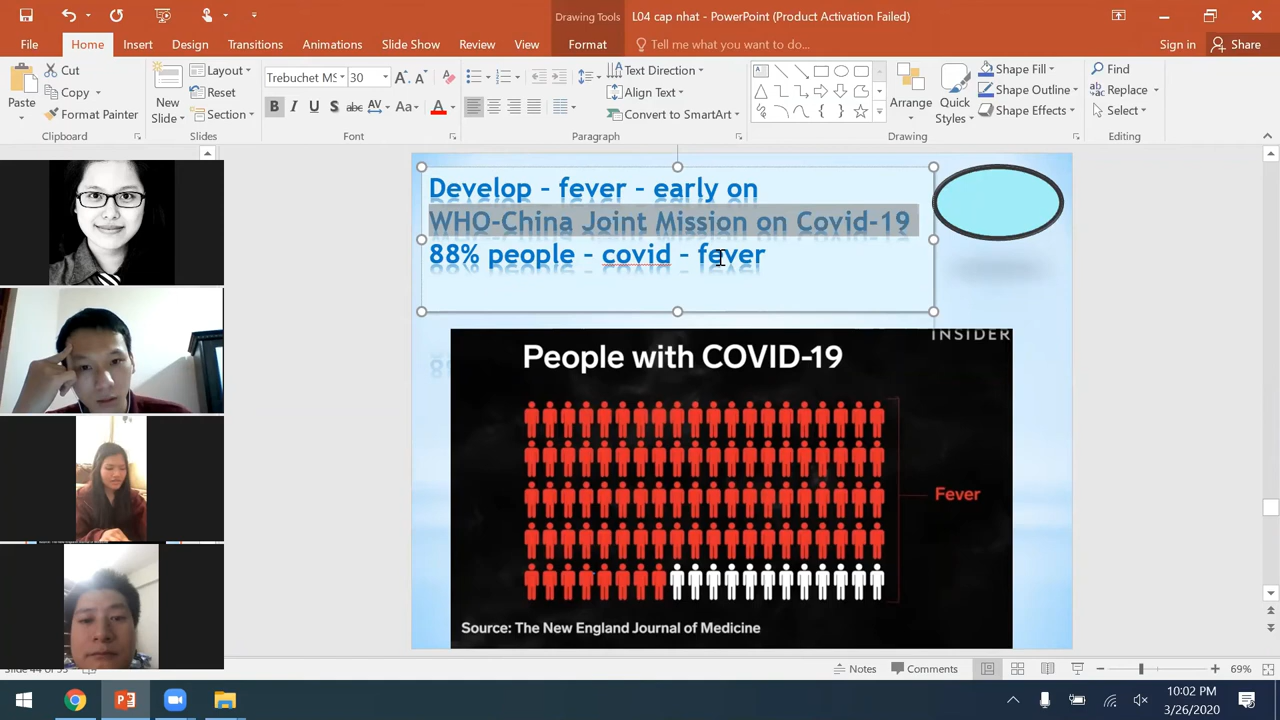 L04 cap nhat - PowerPoint (Product Activation Failed)
Drawing Tools
File
Home
Insert
Design
Transitions
Animations
Slide Show
Review
View
Format
Tell me what you want to do...
Sign in
Share
Paste
Cut
Copy
Format Painter
Clipboard
New Slide
Layout
Reset
Section
Slides
Trebuchet MS
30
Font
Text Direction
Align Text
Convert to SmartArt
Paragraph
Arrange
Quick Styles
Shape Fill
Shape Outline
Shape Effects
Drawing
Find
Replace
Select
Editing
Develop – fever – early on
WHO-China Joint Mission on Covid-19
88% people – covid – fever
INSIDER
People with COVID-19
Fever
Source: The New England Journal of Medicine
Notes
Comments
69%
10:02 PM
3/26/2020